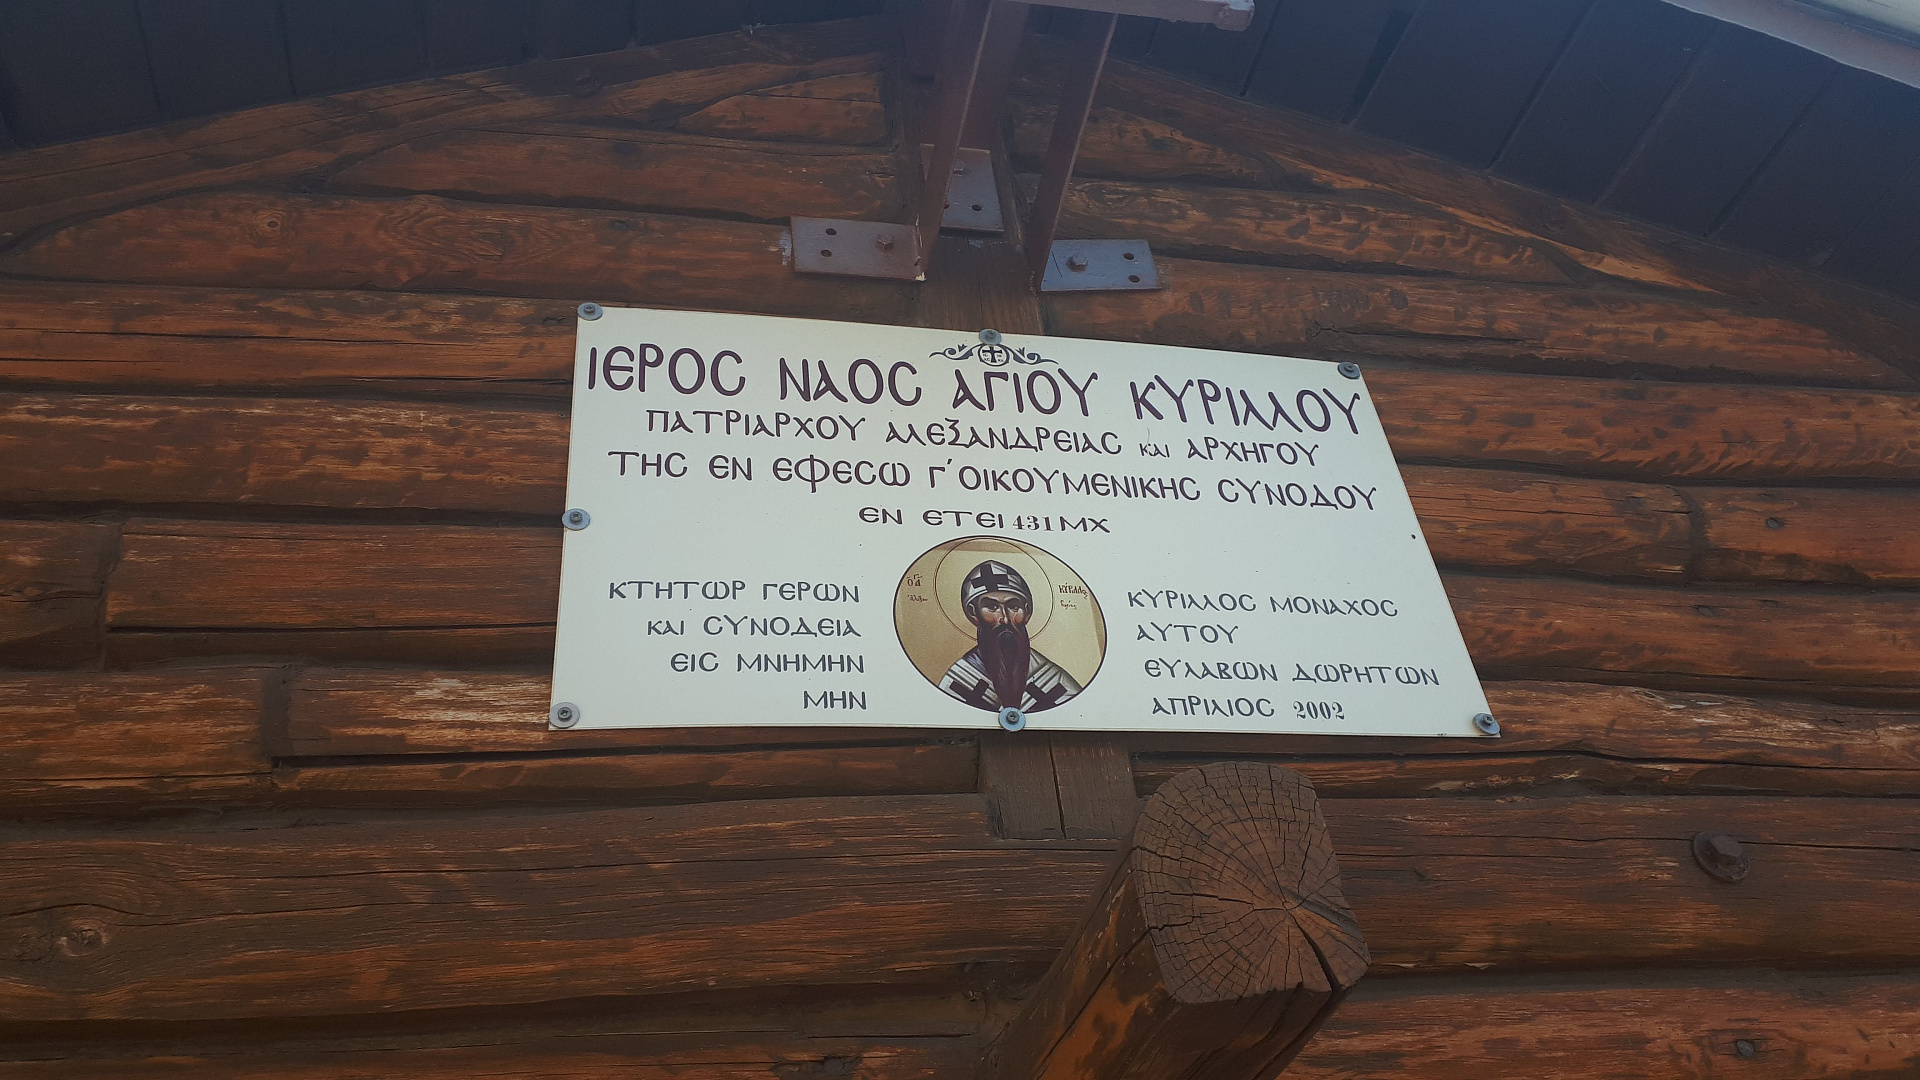 ΙΕΡΟC ΝΑΟC ΑΓΙΟΥ ΚΥΡΙΛΛΟΥ
ΠΑΤΡΙΑΡΧΟΥ ΑΛΕΞΑΝΔΡΕΙΑC ΚΑΙ ΑΡΧΗΓΟΥ
ΤΗC ΕΝ ΕΦΕCΩ Γ΄ ΟΙΚΟΥΜΕΝΙΚΗC CΥΝΟΔΟΥ
ΕΝ ΕΤΕΙ 431 ΜΧ
ΚΤΗΤΩΡ ΓΕΡΩΝ ΚΥΡΙΛΛΟC ΜΟΝΑΧΟC
ΚΑΙ CΥΝΟΔΕΙΑ ΑΥΤΟΥ
ΕΙC ΜΝΗΜΗΝ ΕΥΛΑΒΩΝ ΔΩΡΗΤΩΝ
ΜΗΝ ΑΠΡΙΛΙΟC 2002